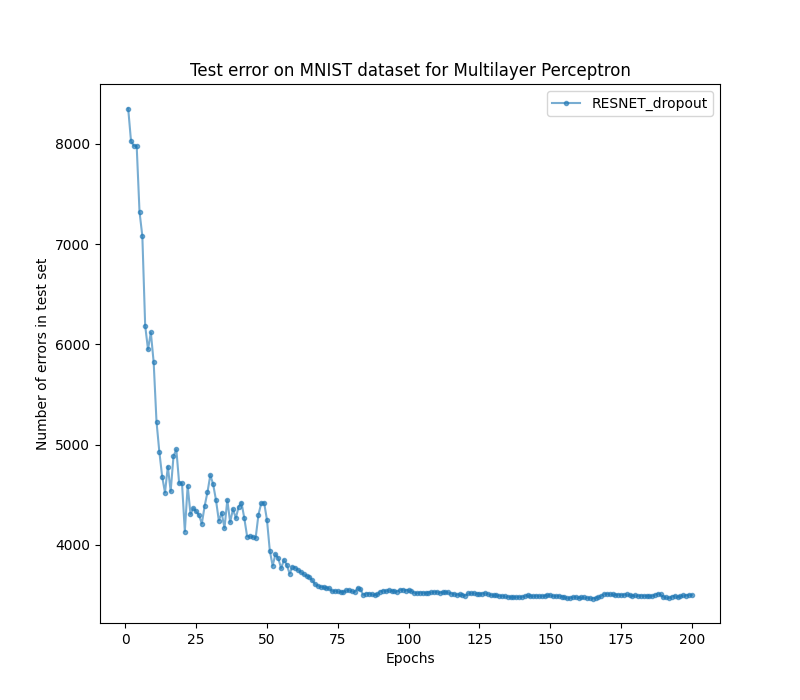 Test error on MNIST dataset for Multilayer Perceptron
RESNET_dropout
Number of errors in test set
8000
7000
6000
5000
4000
0 25 50 75 100 125 150 175 200
Epochs